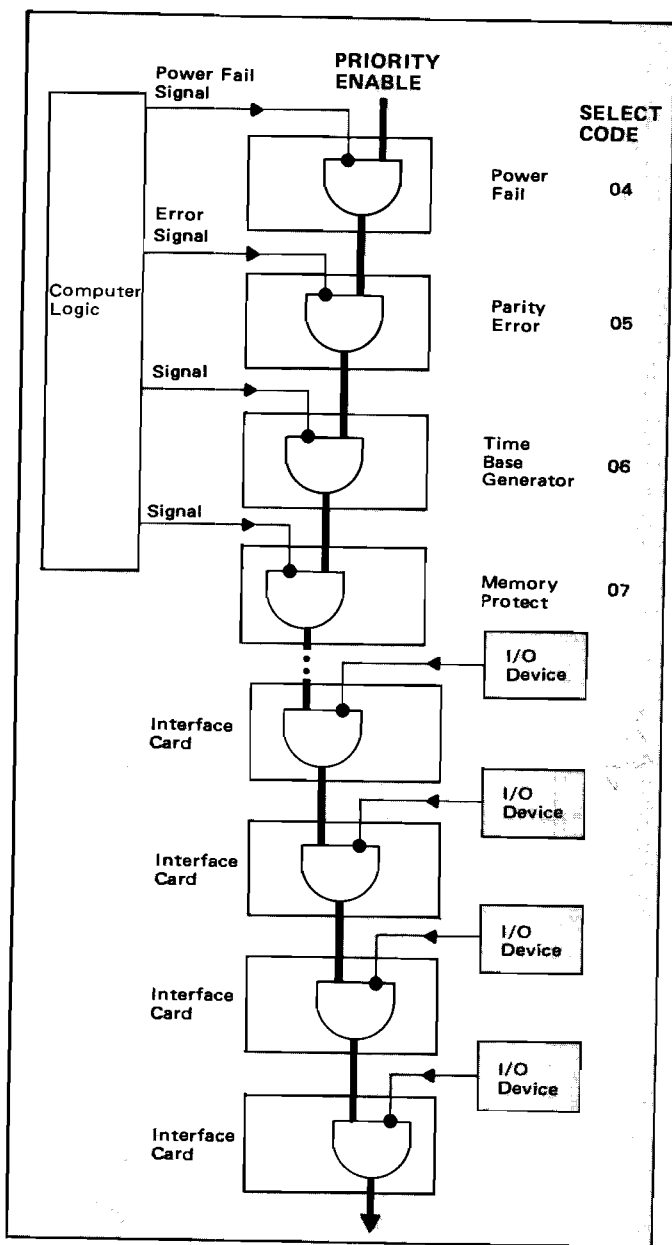 PRIORITY
ENABLE
Power Fail
Signal
SELECT
CODE
Power
Fail
04
Error
Signal
Computer
Logic
Parity
Error
05
Signal
Time
Base
Generator
06
Signal
Memory
Protect
07
I/O
Device
Interface
Card
I/O
Device
Interface
Card
I/O
Device
Interface
Card
I/O
Device
Interface
Card